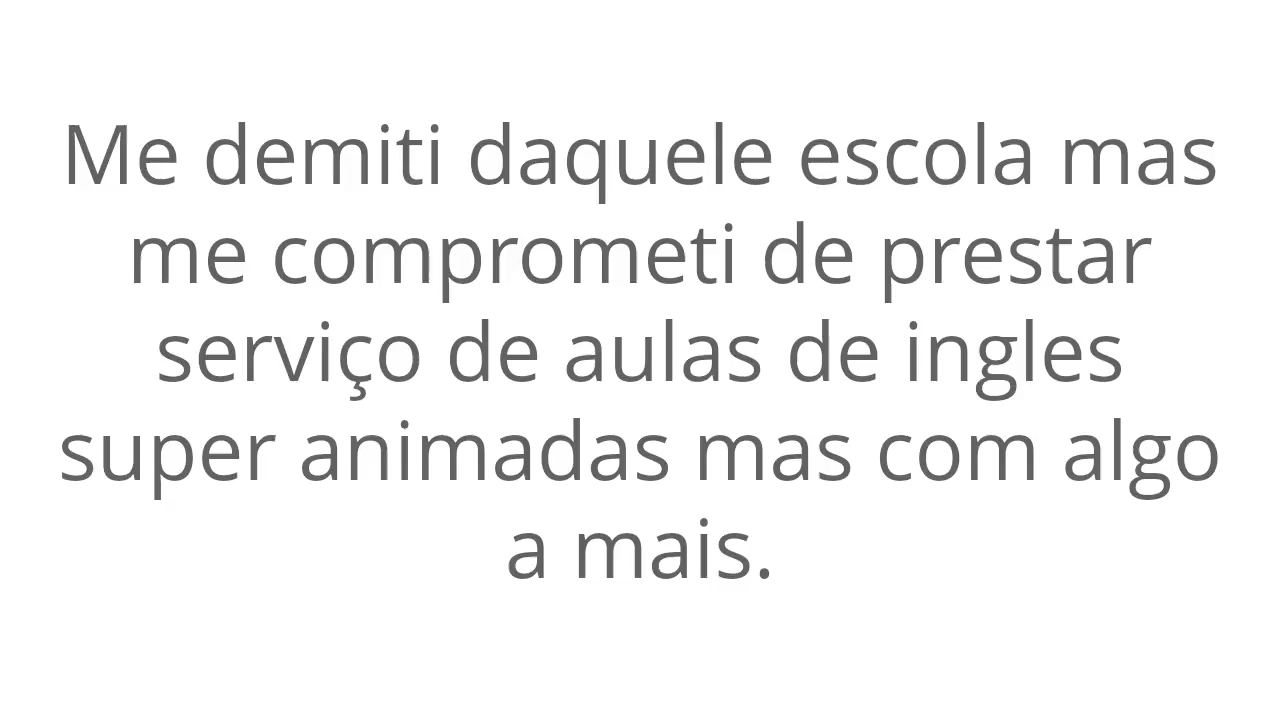 Me demiti daquele escola mas
me comprometi de prestar
serviço de aulas de ingles
super animadas mas com algo
a mais.